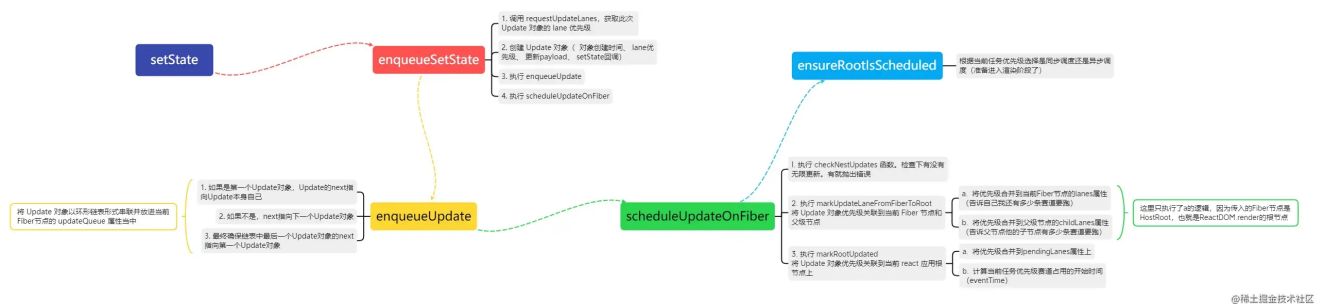 setState
enqueueSetState
1. 调用 requestUpdateLanes，获取此次
Update 对象的 lane 优先级
2. 创建 Update 对象（ 对象创建时间、 lane优
先级、 更新payload、 setState回调）
3. 执行 enqueueUpdate
4. 执行 scheduleUpdateOnFiber
ensureRootIsScheduled
根据当前任务优先级选择是同步调度还是异步调
度（准备进入渲染阶段了）
将 Update 对象以环形链表形式串联并放进当前
Fiber节点的 updateQueue 属性当中
1. 如果是第一个Update对象，Update的next指
向Update本身自己
2. 如果不是，next指向下一个Update对象
3. 最终确保链表中最后一个Update对象的next
指向第一个Update对象
enqueueUpdate
scheduleUpdateOnFiber
1. 执行 checkNestUpdates 函数。检查下有没有
无限更新。有就抛出错误
2. 执行 markUpdateLaneFromFiberToRoot
将 Update 对象优先级关联到当前 Fiber 节点和
父级节点
a. 将优先级合并到当前Fiber节点的lanes属性
（告诉自己我还有多少条赛道要跑）
b. 将优先级合并到父级节点的childLanes属性
（告诉父节点他的子节点有多少条赛道要跑）
这里只执行了a的逻辑，因为传入的Fiber节点是
HostRoot，也就是ReactDOM.render的根节点
3. 执行 markRootUpdated
将 Update 对象优先级关联到当前 react 应用根
节点上
a. 将优先级合并到pendingLanes属性上
b. 计算当前任务优先级赛道占用的开始时间
（eventTime）
@稀土掘金技术社区